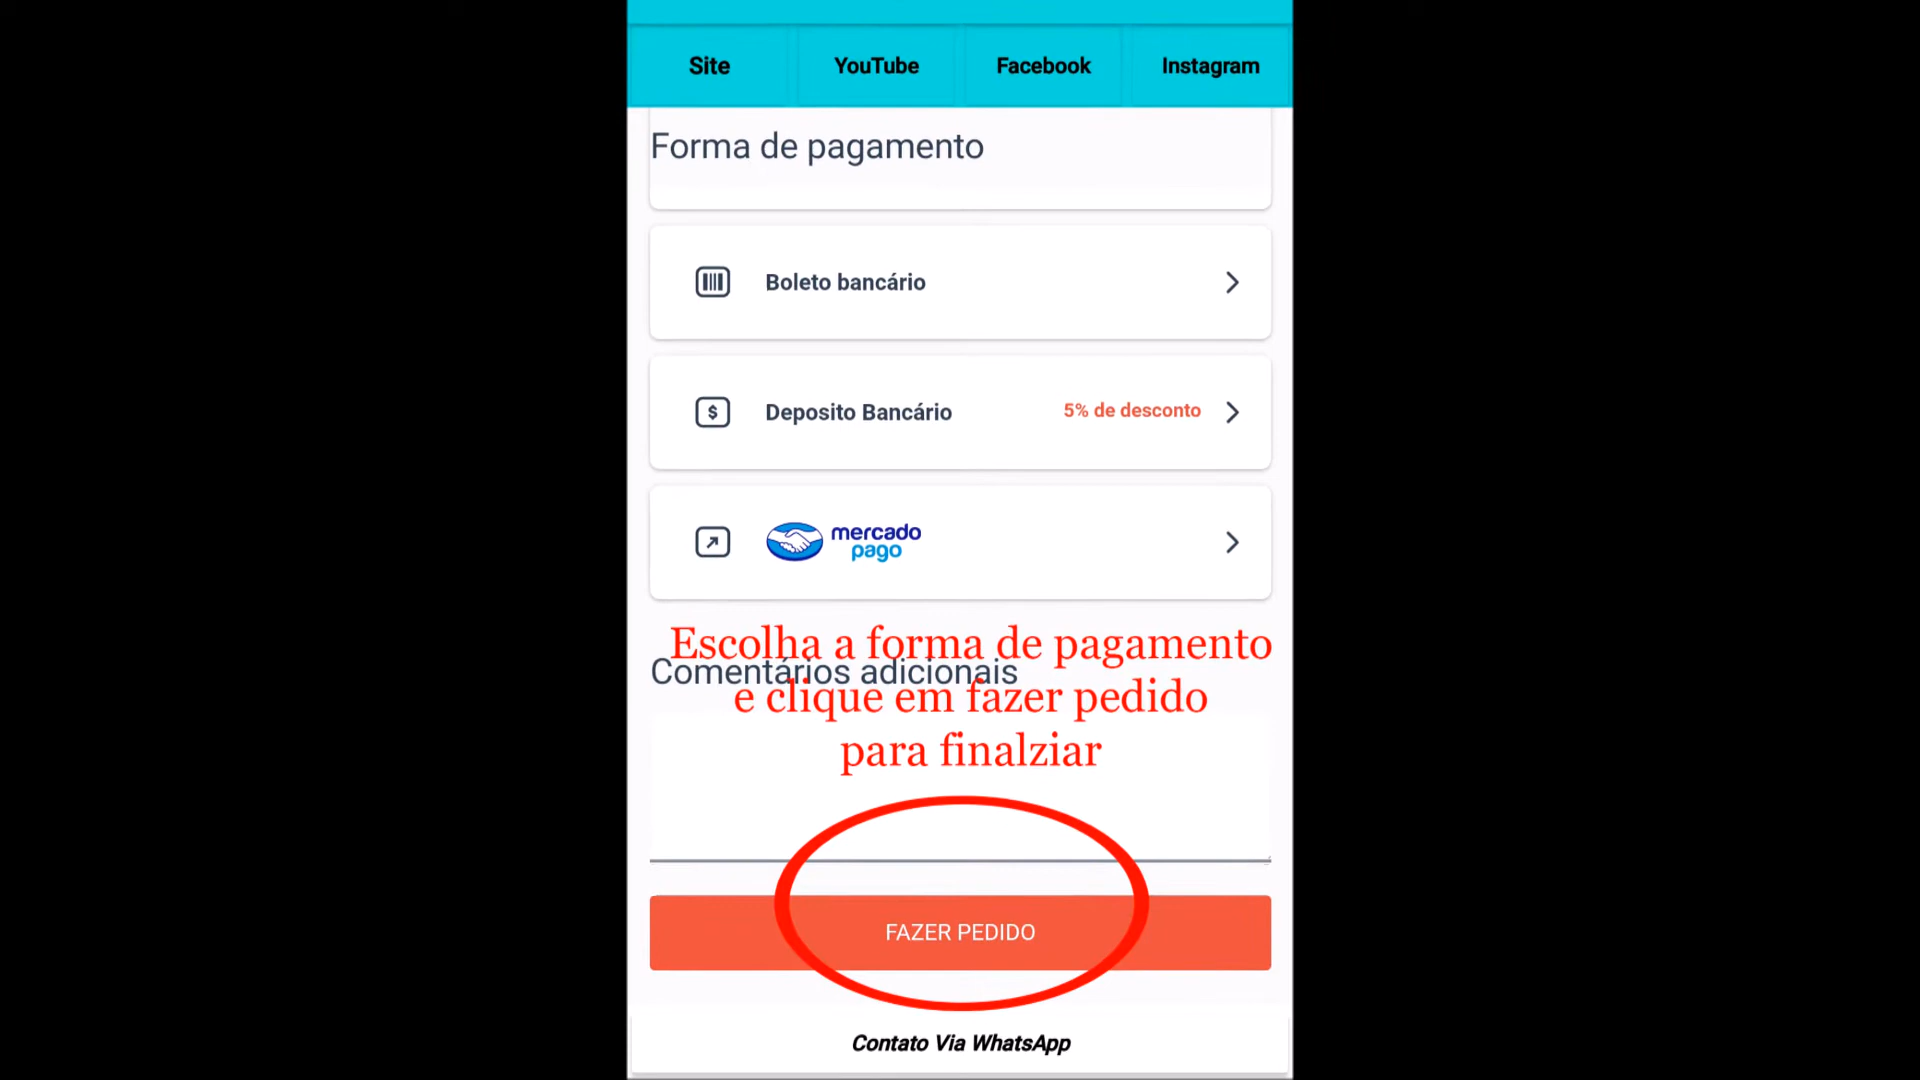 Site YouTube Facebook Instagram
Forma de pagamento
Boleto bancário
Deposito Bancário 5% de desconto
mercado
pago
Escolha a forma de pagamento
Comentários adicionais
e clique em fazer pedido
para finalziar
FAZER PEDIDO
Contato Via WhatsApp